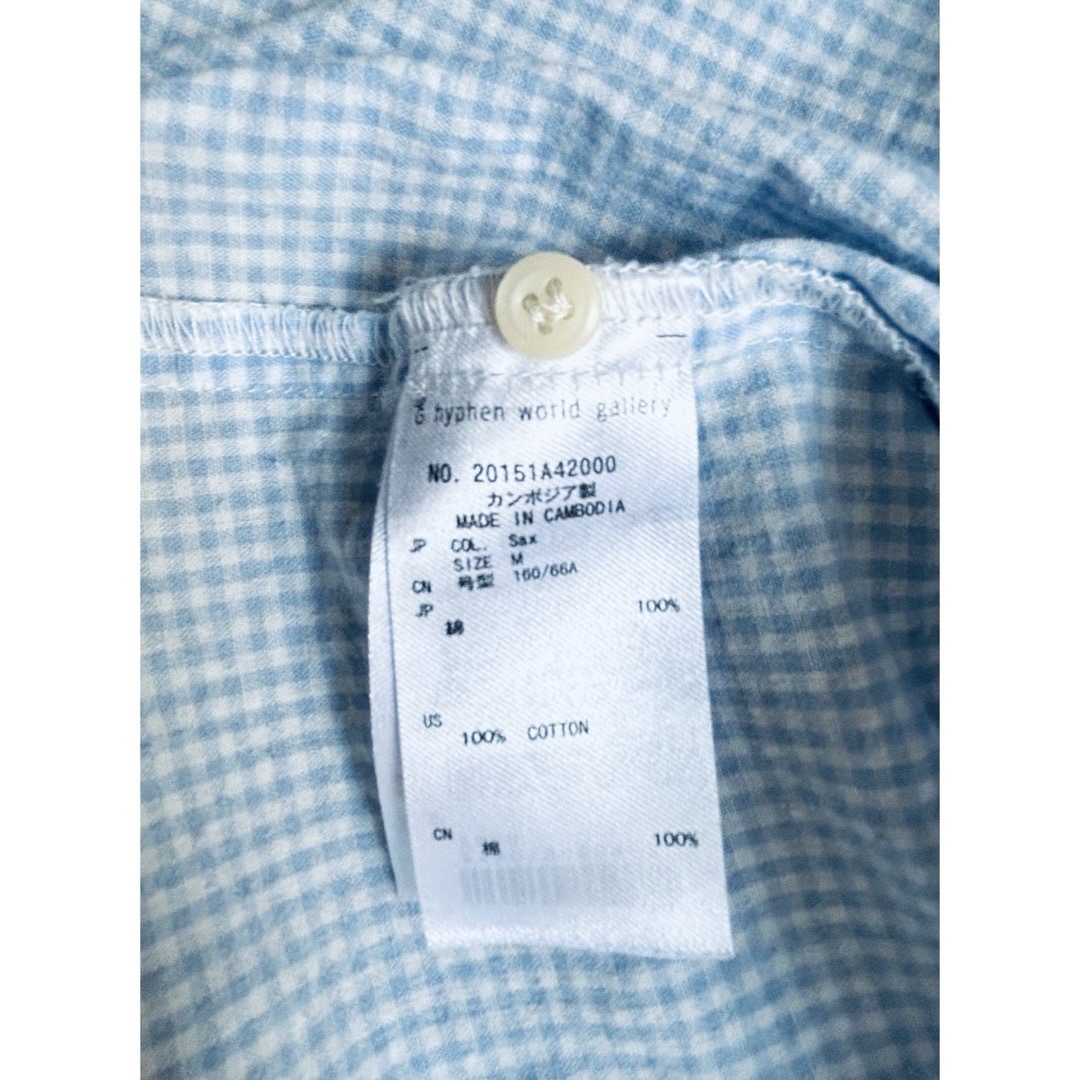 hyphen world gallery
NO. 20151A42000
カンボジア製
MADE IN CAMBODIA
JP COL. Sax
SIZE M
CN 号型 160/66A
JP 綿 100%
US 100% COTTON
CN 棉 100%